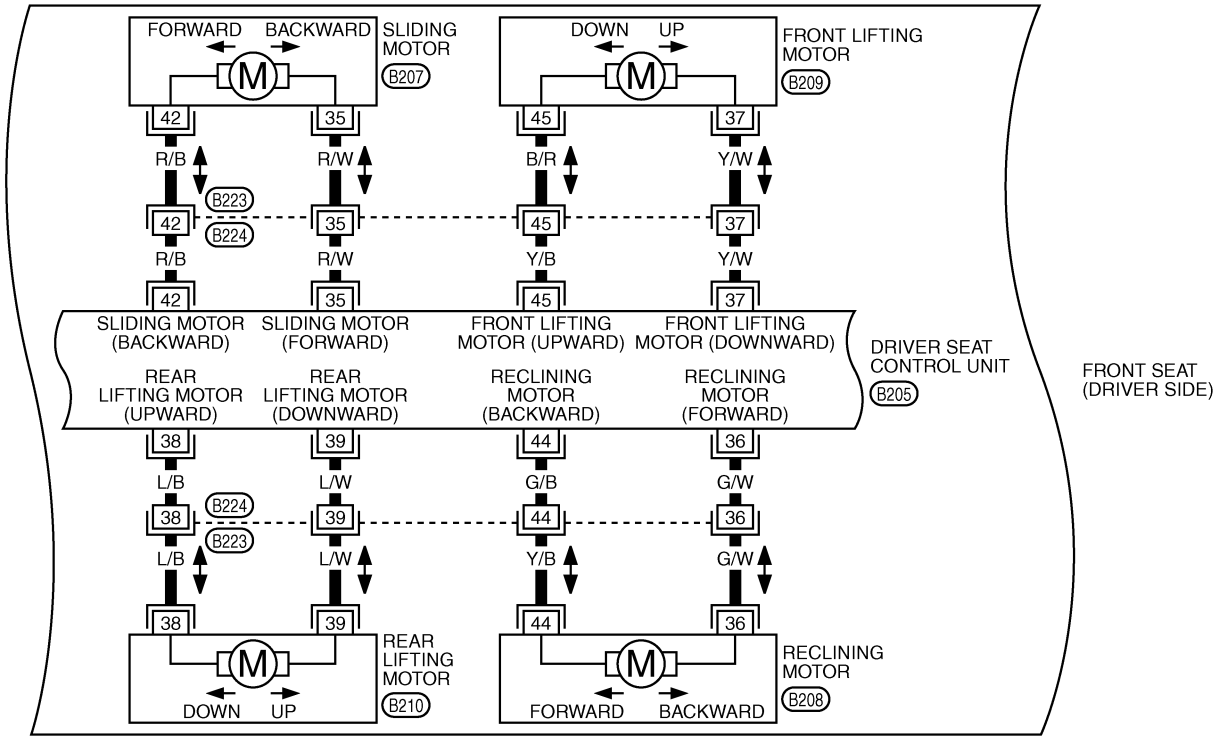 FORWARD BACKWARD
SLIDING
MOTOR
B207
M
DOWN UP
FRONT LIFTING
MOTOR
B209
M
42 35 45 37
R/B R/W B/R Y/W
B223
42 35 45 37
B224
R/B R/W Y/B Y/W
42 35 45 37
SLIDING MOTOR
(BACKWARD)
SLIDING MOTOR
(FORWARD)
FRONT LIFTING
MOTOR (UPWARD)
FRONT LIFTING
MOTOR (DOWNWARD)
DRIVER SEAT
CONTROL UNIT
B205
FRONT SEAT
(DRIVER SIDE)
REAR
LIFTING MOTOR
(UPWARD)
REAR
LIFTING MOTOR
(DOWNWARD)
RECLINING
MOTOR
(BACKWARD)
RECLINING
MOTOR
(FORWARD)
38 39 44 36
L/B L/W G/B G/W
B224
38 39 44 36
B223
L/B L/W Y/B G/W
38 39 44 36
M
REAR
LIFTING
MOTOR
B210
DOWN UP
M
RECLINING
MOTOR
B208
FORWARD BACKWARD